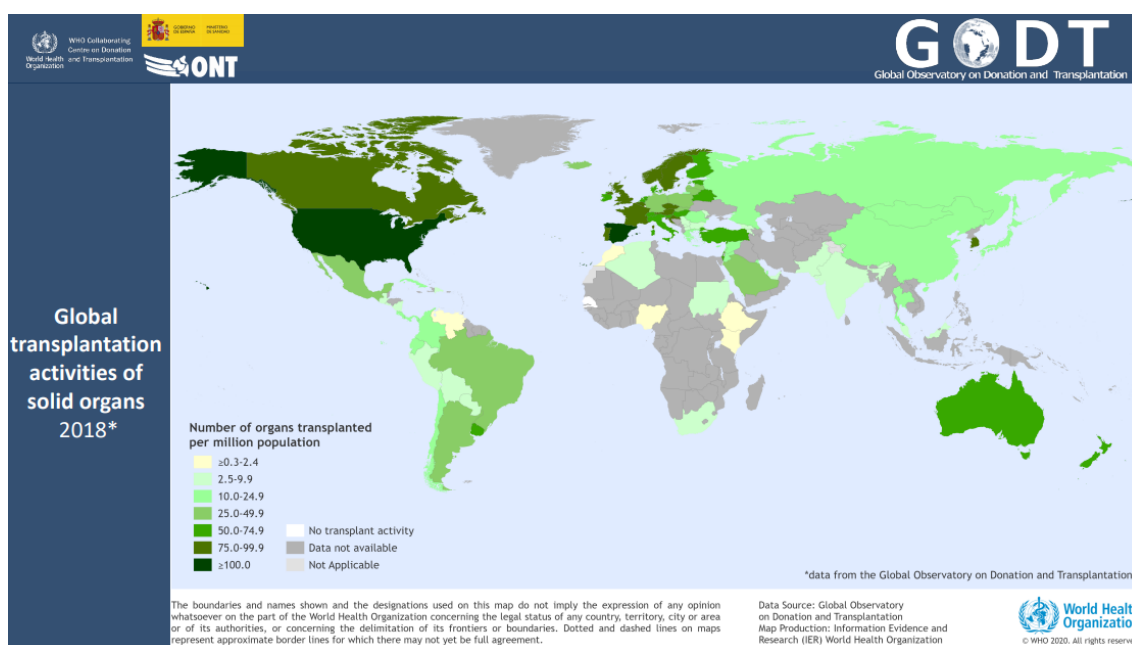 World Health
Organization
WHO Collaborating
Centre on Donation
and Transplantation
GOBIERNO
DE ESPAÑA
MINISTERIO
DE SANIDAD
ONT
GODT
Global Observatory on Donation and Transplantation
Global
transplantation
activities of
solid organs
2018*
Number of organs transplanted
per million population
≥0.3-2.4
2.5-9.9
10.0-24.9
25.0-49.9
50.0-74.9
75.0-99.9
≥100.0
No transplant activity
Data not available
Not Applicable
*data from the Global Observatory on Donation and Transplantation
The boundaries and names shown and the designations used on this map do not imply the expression of any opinion
whatsoever on the part of the World Health Organization concerning the legal status of any country, territory, city or area
or of its authorities, or concerning the delimitation of its frontiers or boundaries. Dotted and dashed lines on maps
represent approximate border lines for which there may not yet be full agreement.
Data Source: Global Observatory
on Donation and Transplantation
Map Production: Information Evidence and
Research (IER) World Health Organization
World Healt
Organizatio
© WHO 2020. All rights reserve